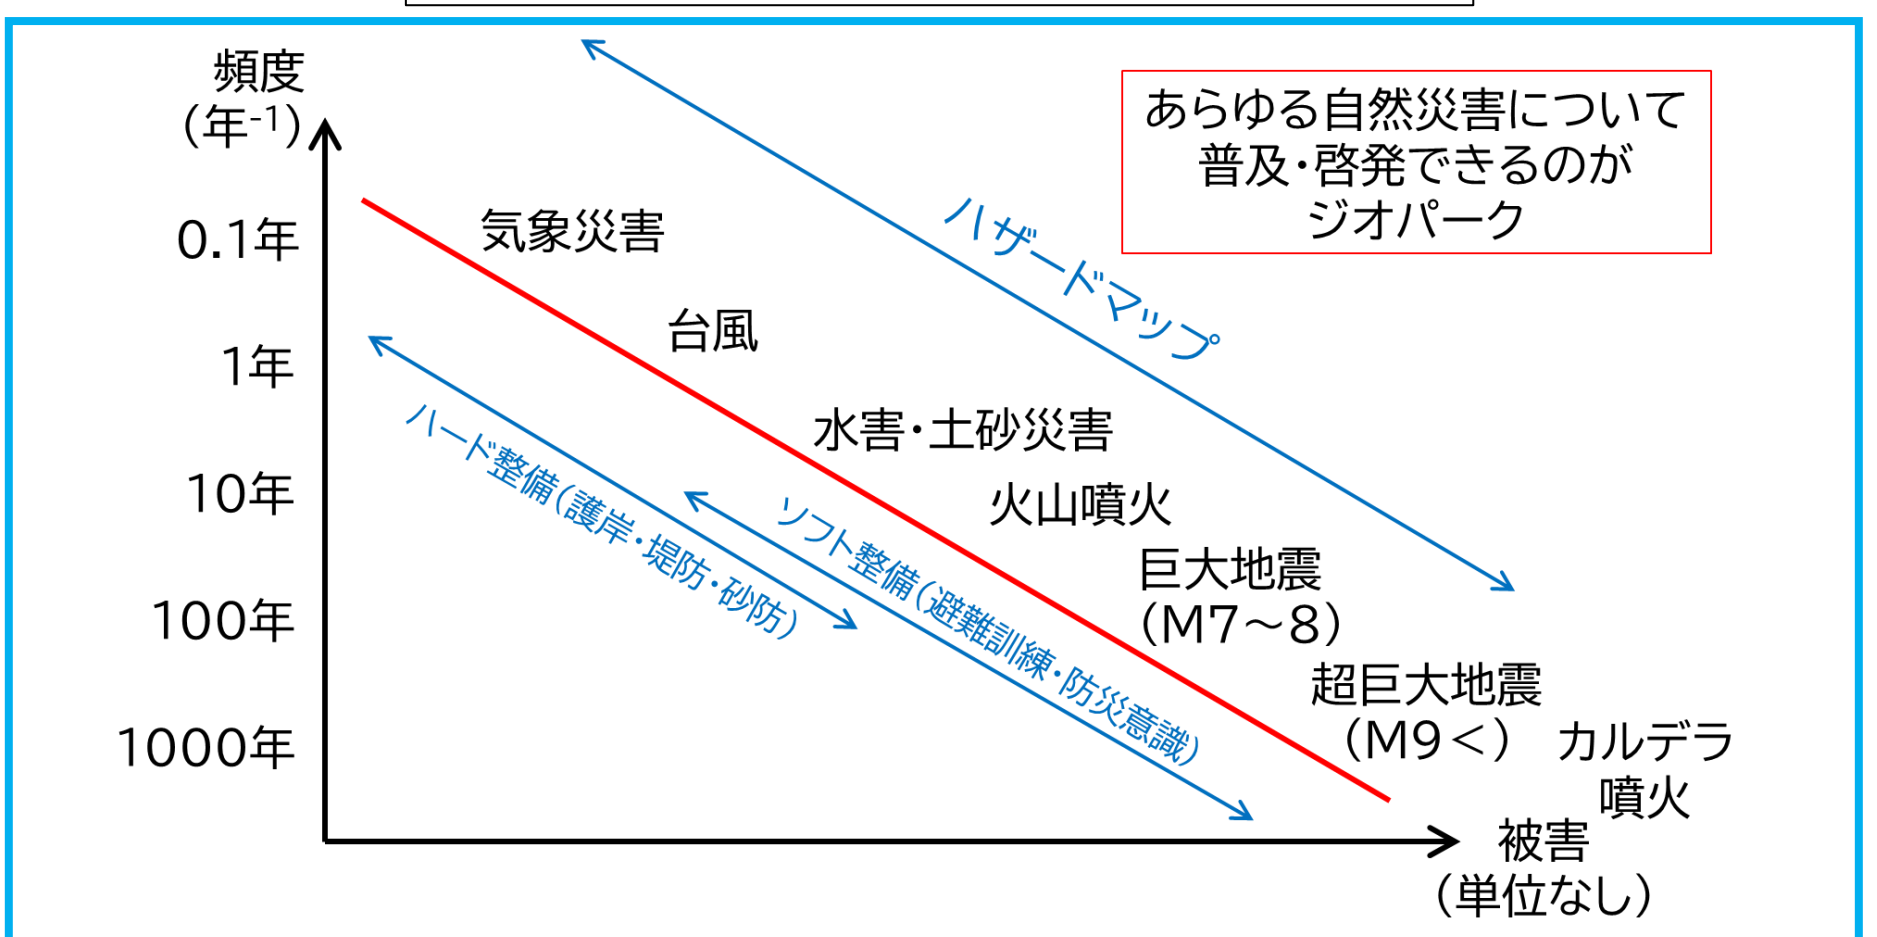 頻度
(年-1)
0.1年
1年
10年
100年
1000年
気象災害
台風
水害・土砂災害
火山噴火
巨大地震
(M7～8)
超巨大地震
(M9＜)
カルデラ
噴火
被害
(単位なし)
ハザードマップ
ハード整備(護岸・堤防・砂防)
ソフト整備(避難訓練・防災意識)
あらゆる自然災害について
普及・啓発できるのが
ジオパーク